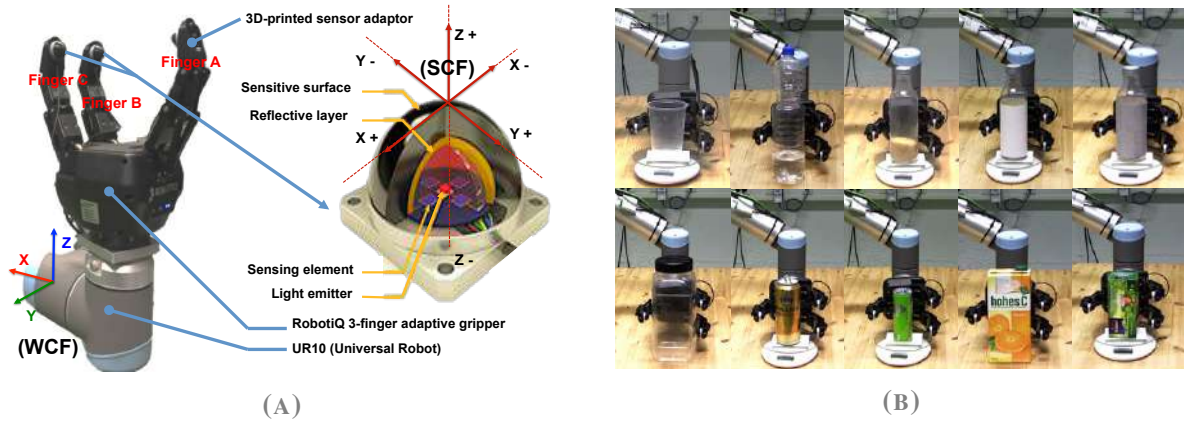 3D-printed sensor adaptor
Finger C
Finger B
Finger A
Z +
Y -
(SCF)
X -
Sensitive surface
Reflective layer
X +
Y +
Z -
Sensing element
Light emitter
Z
X
Y
(WCF)
RobotiQ 3-finger adaptive gripper
UR10 (Universal Robot)
(A)
hohes C
(B)